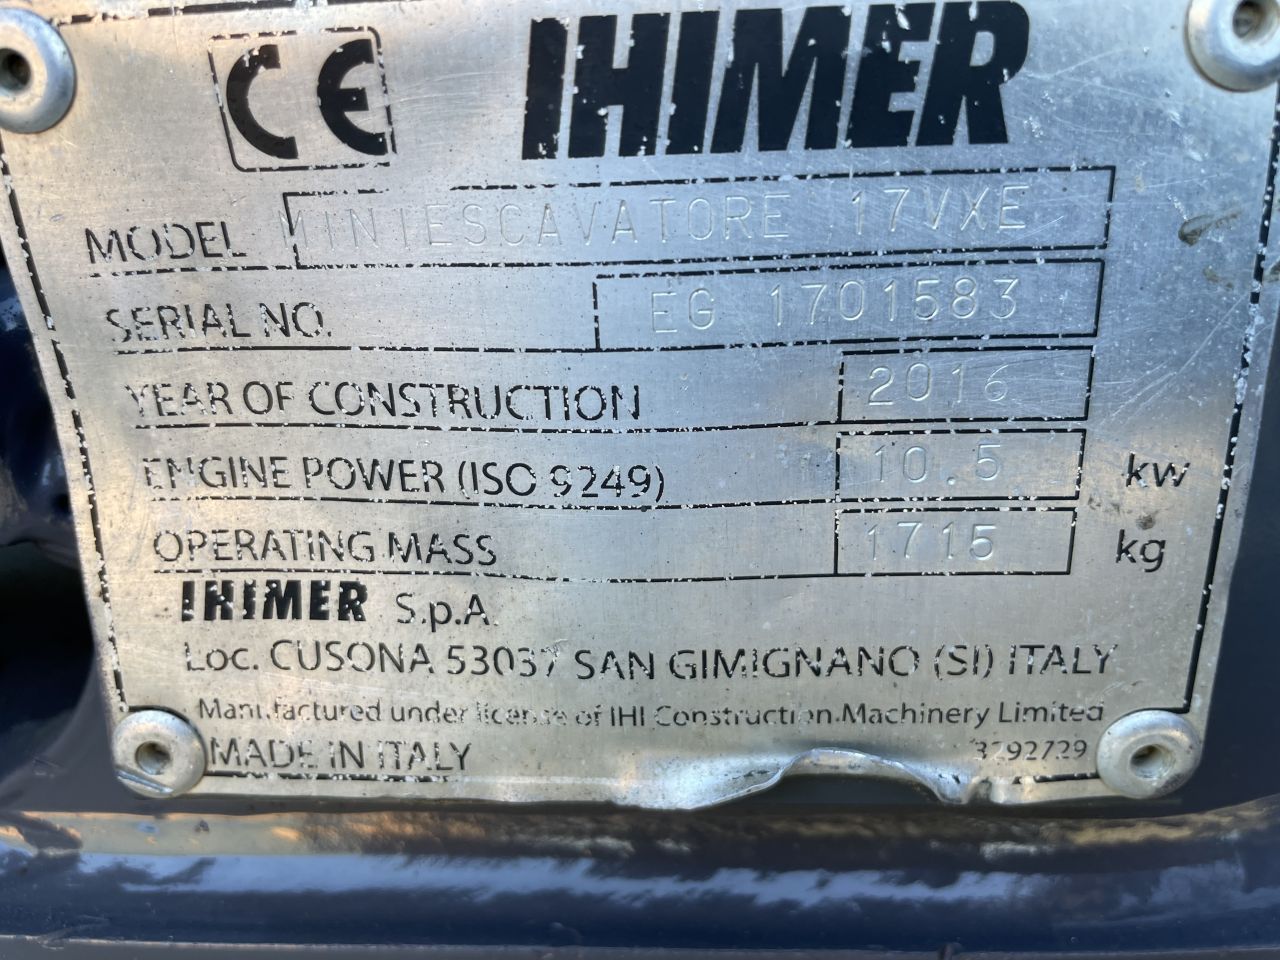 CE IHIMER
MODEL MINIESCAVATORE 17VXE
SERIAL NO. EG 1701583
YEAR OF CONSTRUCTION 2016
ENGINE POWER (ISO 9249) 10.5 kw
OPERATING MASS 1715 kg
IHIMER S.p.A.
Loc. CUSONA 53037 SAN GIMIGNANO (SI) ITALY
Manufactured under license of IHI Construction Machinery Limited
MADE IN ITALY 3292729